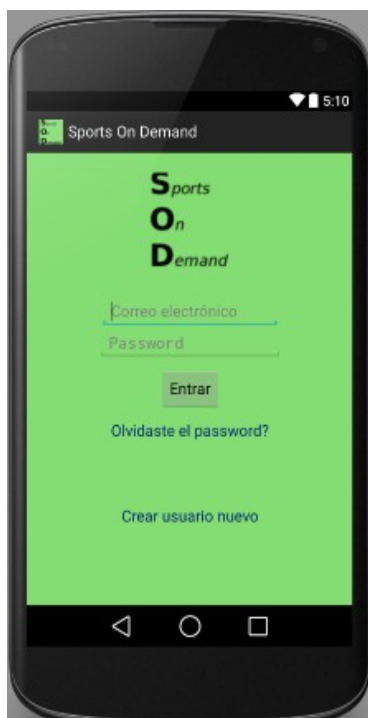 5:10
Sports On Demand
Sports
On
Demand
Correo electrónico
Password
Entrar
Olvidaste el password?
Crear usuario nuevo